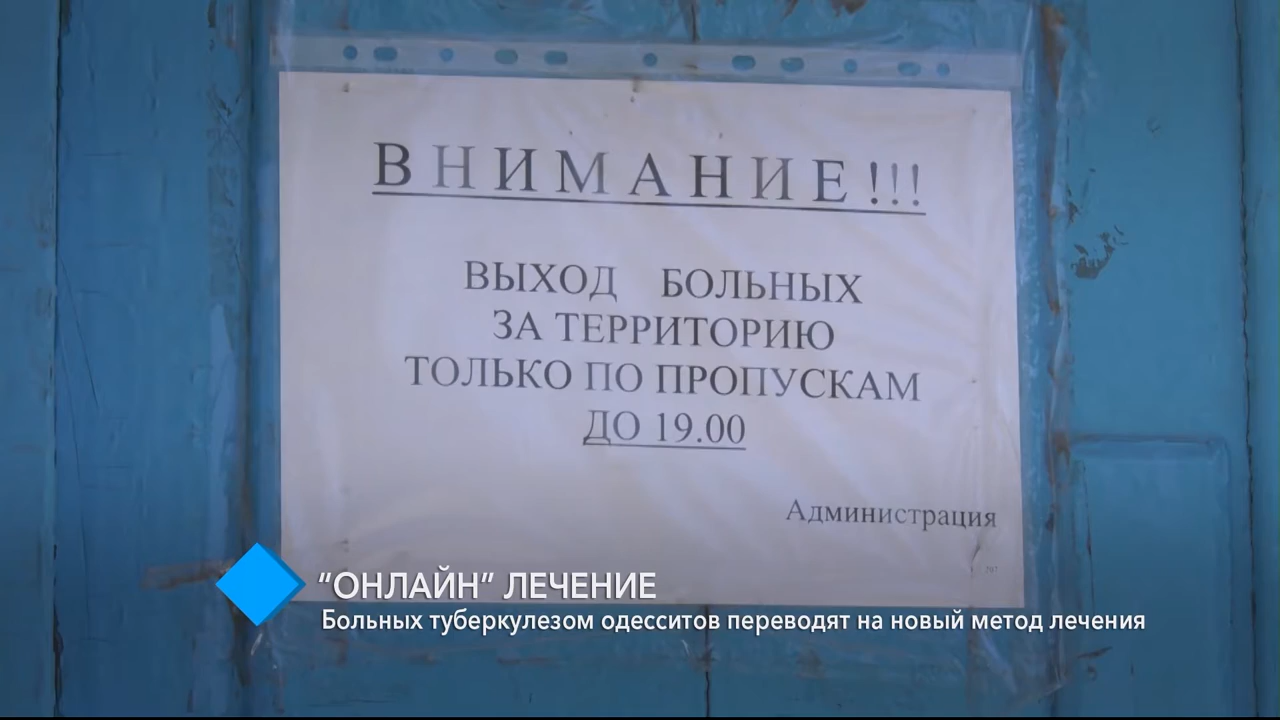 ВНИМАНИЕ!!!
ВЫХОД БОЛЬНЫХ
ЗА ТЕРРИТОРИЮ
ТОЛЬКО ПО ПРОПУСКАМ
ДО 19.00
Администрация
“ОНЛАЙН” ЛЕЧЕНИЕ
Больных туберкулезом одесситов переводят на новый метод лечения